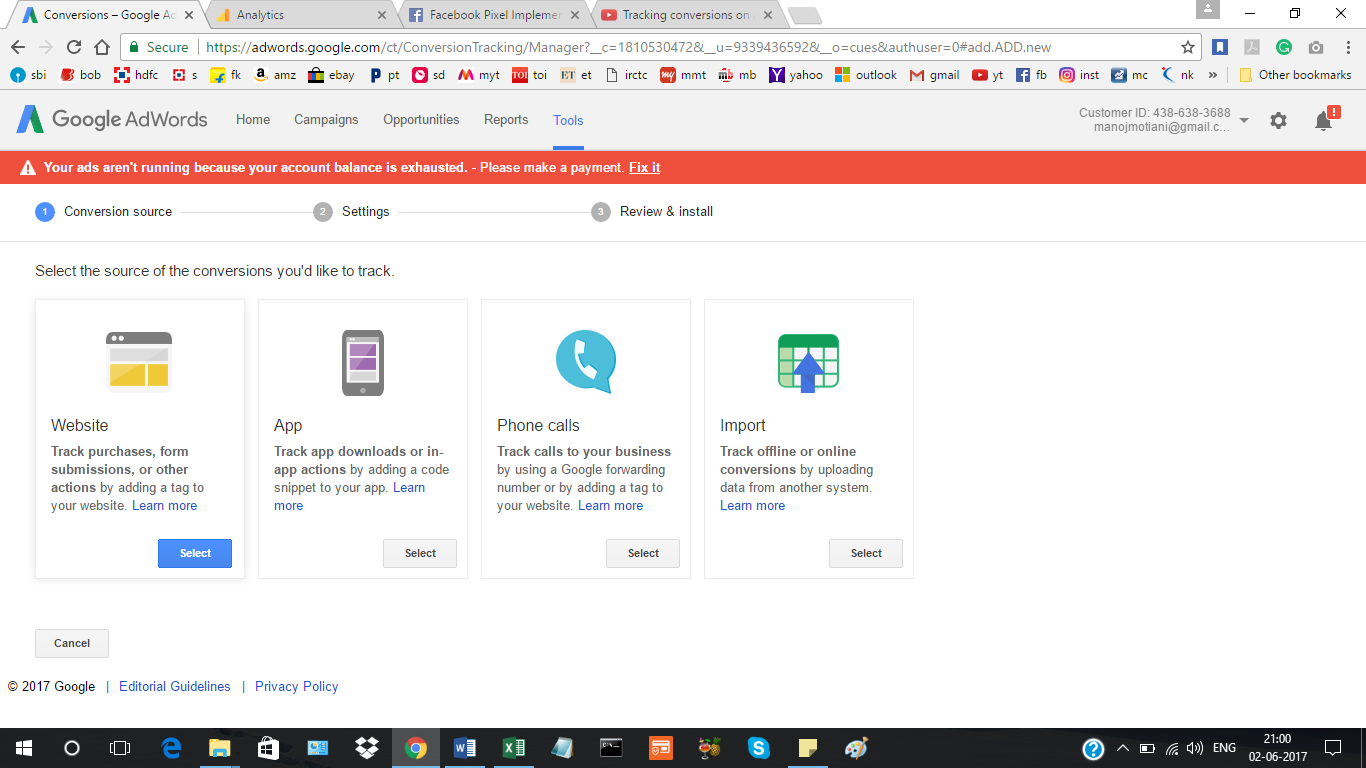 Conversions – Google Ac
Analytics
Facebook Pixel Implemen
Tracking conversions on
Secure
https://adwords.google.com/ct/ConversionTracking/Manager?__c=1810530472&__u=9339436592&__o=cues&authuser=0#add.ADD.new
sbi bob hdfc s fk amz ebay pt sd myt toi et irctc mmt mb yahoo outlook gmail yt fb inst mc nk » Other bookmarks
Google AdWords Home Campaigns Opportunities Reports Tools
Customer ID: 438-638-3688
manojmotiani@gmail.c...
Your ads aren't running because your account balance is exhausted. - Please make a payment. Fix it
1 Conversion source 2 Settings 3 Review & install
Select the source of the conversions you'd like to track.
Website
Track purchases, form
submissions, or other
actions by adding a tag to
your website. Learn more
Select
App
Track app downloads or in-
app actions by adding a code
snippet to your app. Learn
more
Select
Phone calls
Track calls to your business
by using a Google forwarding
number or by adding a tag to
your website. Learn more
Select
Import
Track offline or online
conversions by uploading
data from another system.
Learn more
Select
Cancel
© 2017 Google | Editorial Guidelines | Privacy Policy
ENG
21:00
02-06-2017